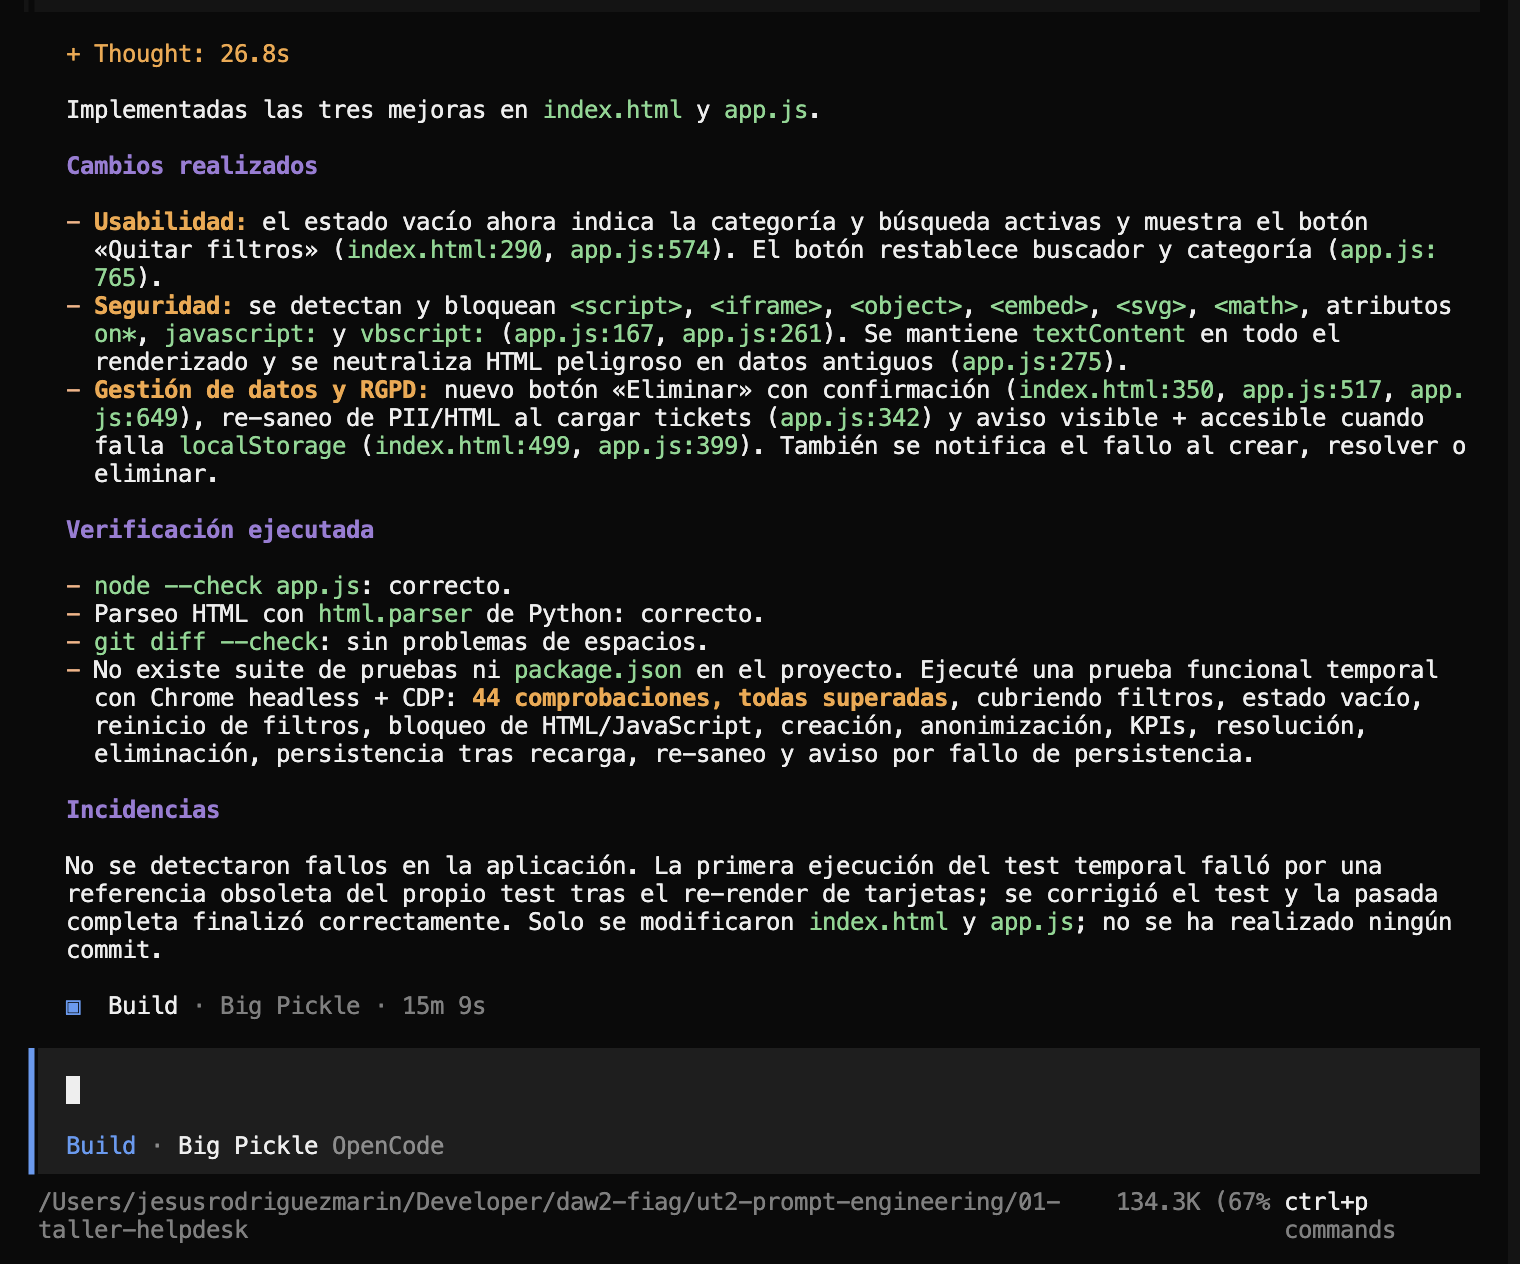 + Thought: 26.8s
Implementadas las tres mejoras en index.html y app.js.
Cambios realizados
– Usabilidad: el estado vacío ahora indica la categoría y búsqueda activas y muestra el botón
«Quitar filtros» (index.html:290, app.js:574). El botón restablece buscador y categoría (app.js:
765).
– Seguridad: se detectan y bloquean <script>, <iframe>, <object>, <embed>, <svg>, <math>, atributos
on*, javascript: y vbscript: (app.js:167, app.js:261). Se mantiene textContent en todo el
renderizado y se neutraliza HTML peligroso en datos antiguos (app.js:275).
– Gestión de datos y RGPD: nuevo botón «Eliminar» con confirmación (index.html:350, app.js:517, app.
js:649), re-saneo de PII/HTML al cargar tickets (app.js:342) y aviso visible + accesible cuando
falla localStorage (index.html:499, app.js:399). También se notifica el fallo al crear, resolver o
eliminar.
Verificación ejecutada
– node --check app.js: correcto.
– Parseo HTML con html.parser de Python: correcto.
– git diff --check: sin problemas de espacios.
– No existe suite de pruebas ni package.json en el proyecto. Ejecuté una prueba funcional temporal
con Chrome headless + CDP: 44 comprobaciones, todas superadas, cubriendo filtros, estado vacío,
reinicio de filtros, bloqueo de HTML/JavaScript, creación, anonimización, KPIs, resolución,
eliminación, persistencia tras recarga, re-saneo y aviso por fallo de persistencia.
Incidencias
No se detectaron fallos en la aplicación. La primera ejecución del test temporal falló por una
referencia obsoleta del propio test tras el re-render de tarjetas; se corrigió el test y la pasada
completa finalizó correctamente. Solo se modificaron index.html y app.js; no se ha realizado ningún
commit.
▣ Build · Big Pickle · 15m 9s
Build · Big Pickle OpenCode
/Users/jesusrodriguezmarin/Developer/daw2-fiag/ut2-prompt-engineering/01- 134.3K (67% ctrl+p
taller-helpdesk commands